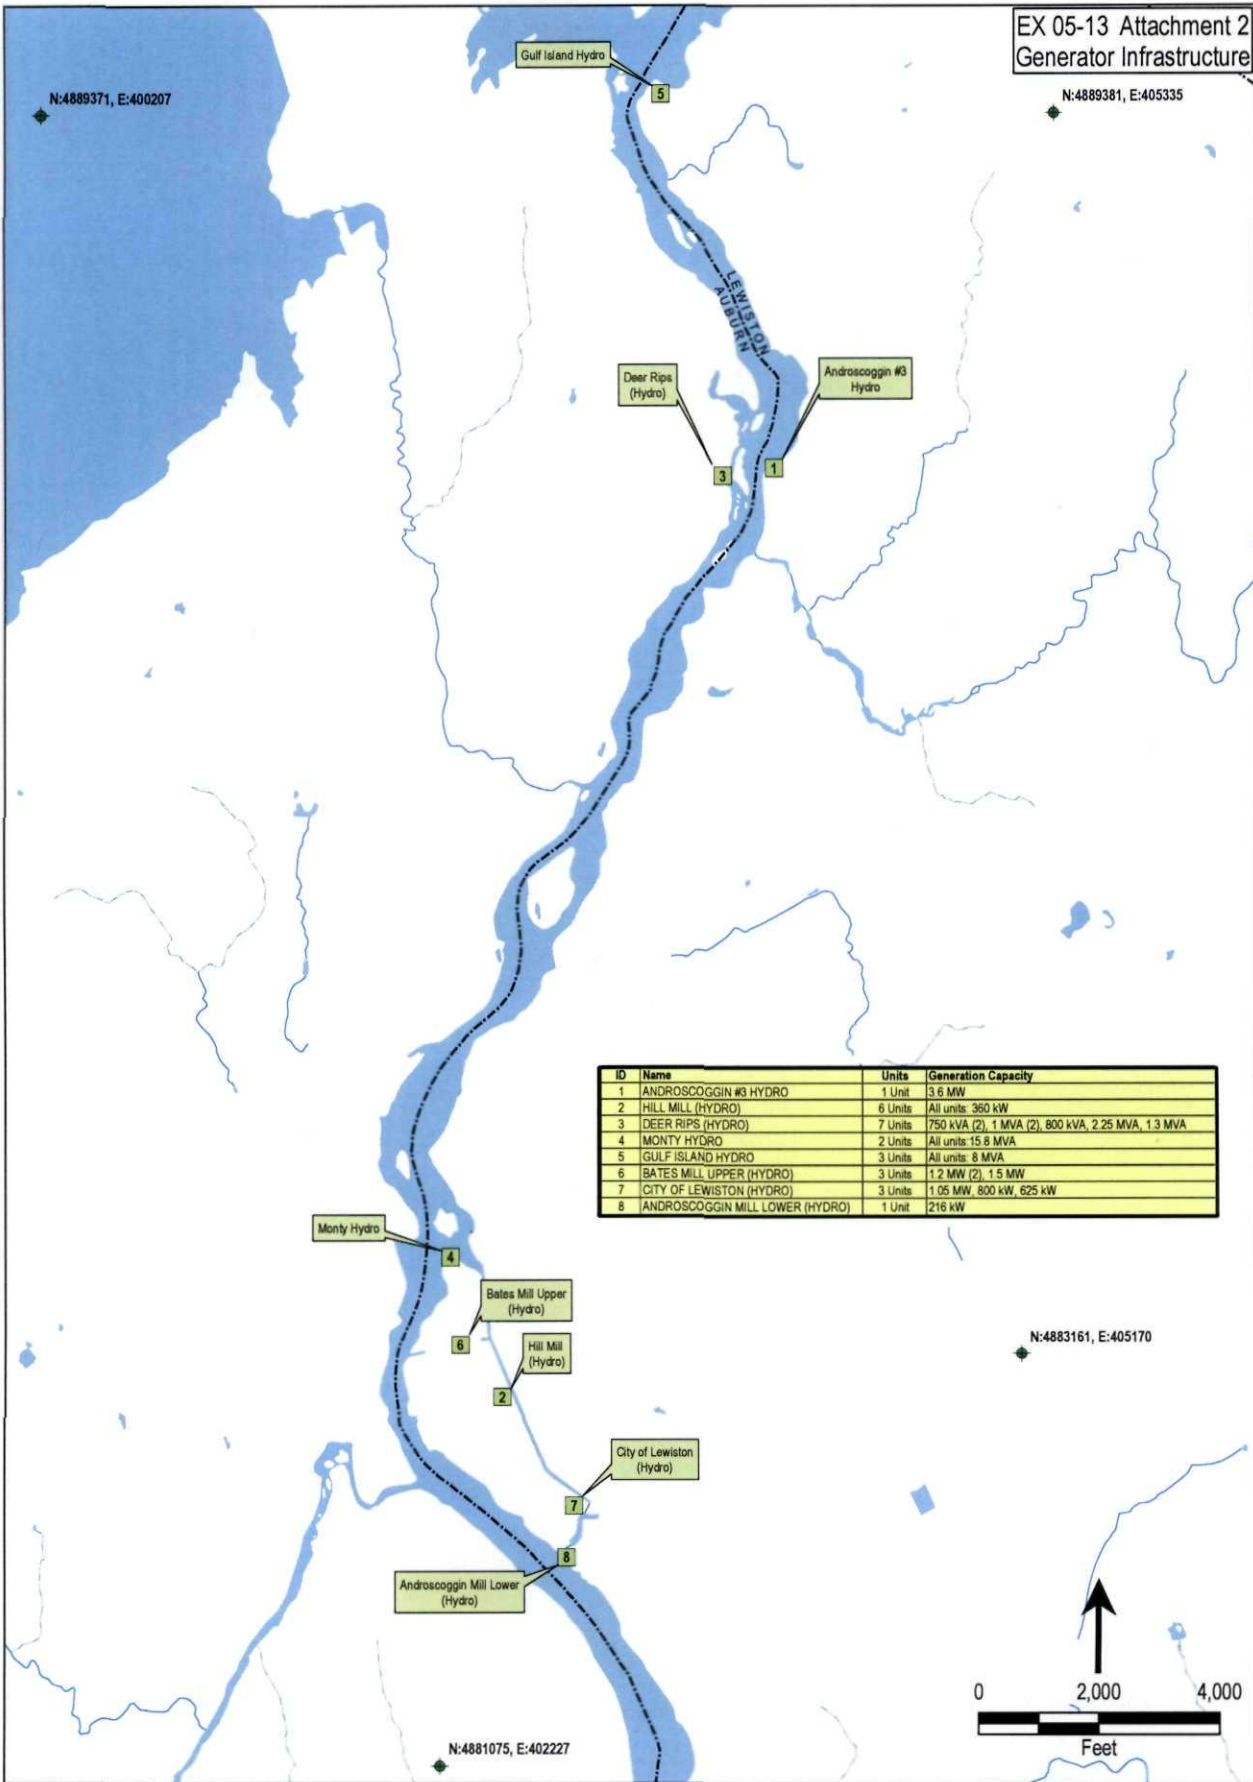 EX 05-13 Attachment 2
Generator Infrastructure
Gulf Island Hydro
5
N:4889371, E:400207
N:4889381, E:405335
LEWISTON
AUBURN
Deer Rips
(Hydro)
Androscoggin #3
Hydro
3
1
ID Name Units Generation Capacity
1 ANDROSCOGGIN #3 HYDRO 1 Unit 3.6 MW
2 HILL MILL (HYDRO) 6 Units All units: 360 kW
3 DEER RIPS (HYDRO) 7 Units 750 kVA (2), 1 MVA (2), 800 kVA, 2.25 MVA, 1.3 MVA
4 MONTY HYDRO 2 Units All units:15.8 MVA
5 GULF ISLAND HYDRO 3 Units All units: 8 MVA
6 BATES MILL UPPER (HYDRO) 3 Units 1.2 MW (2), 1.5 MW
7 CITY OF LEWISTON (HYDRO) 3 Units 1.05 MW, 800 kW, 625 kW
8 ANDROSCOGGIN MILL LOWER (HYDRO) 1 Unit 216 kW
Monty Hydro
4
Bates Mill Upper
(Hydro)
6
Hill Mill
(Hydro)
2
N:4883161, E:405170
City of Lewiston
(Hydro)
7
8
Androscoggin Mill Lower
(Hydro)
0 2,000 4,000
Feet
N:4881075, E:402227